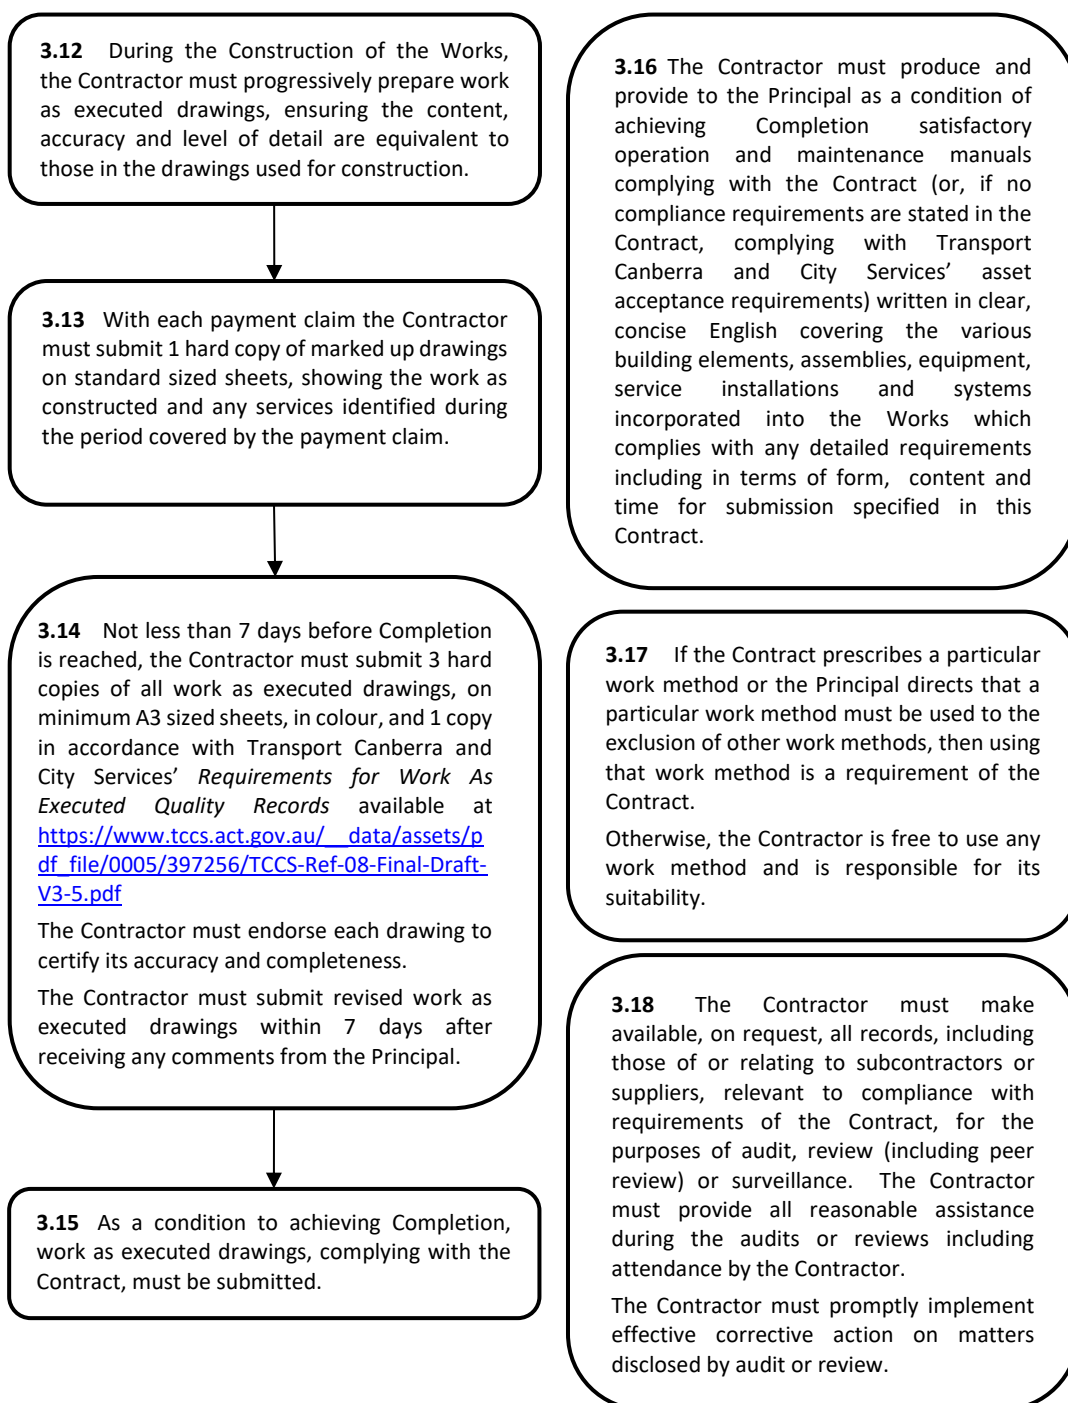 3.12 During the Construction of the Works,
the Contractor must progressively prepare work
as executed drawings, ensuring the content,
accuracy and level of detail are equivalent to
those in the drawings used for construction.
3.13 With each payment claim the Contractor
must submit 1 hard copy of marked up drawings
on standard sized sheets, showing the work as
constructed and any services identified during
the period covered by the payment claim.
3.14 Not less than 7 days before Completion
is reached, the Contractor must submit 3 hard
copies of all work as executed drawings, on
minimum A3 sized sheets, in colour, and 1 copy
in accordance with Transport Canberra and
City Services’ Requirements for Work As
Executed Quality Records available at
https://www.tccs.act.gov.au/__data/assets/p
df_file/0005/397256/TCCS-Ref-08-Final-Draft-
V3-5.pdf
The Contractor must endorse each drawing to
certify its accuracy and completeness.
The Contractor must submit revised work as
executed drawings within 7 days after
receiving any comments from the Principal.
3.15 As a condition to achieving Completion,
work as executed drawings, complying with the
Contract, must be submitted.
3.16 The Contractor must produce and
provide to the Principal as a condition of
achieving Completion satisfactory
operation and maintenance manuals
complying with the Contract (or, if no
compliance requirements are stated in the
Contract, complying with Transport
Canberra and City Services’ asset
acceptance requirements) written in clear,
concise English covering the various
building elements, assemblies, equipment,
service installations and systems
incorporated into the Works which
complies with any detailed requirements
including in terms of form, content and
time for submission specified in this
Contract.
3.17 If the Contract prescribes a particular
work method or the Principal directs that a
particular work method must be used to the
exclusion of other work methods, then using
that work method is a requirement of the
Contract.
Otherwise, the Contractor is free to use any
work method and is responsible for its
suitability.
3.18 The Contractor must make
available, on request, all records, including
those of or relating to subcontractors or
suppliers, relevant to compliance with
requirements of the Contract, for the
purposes of audit, review (including peer
review) or surveillance. The Contractor
must provide all reasonable assistance
during the audits or reviews including
attendance by the Contractor.
The Contractor must promptly implement
effective corrective action on matters
disclosed by audit or review.